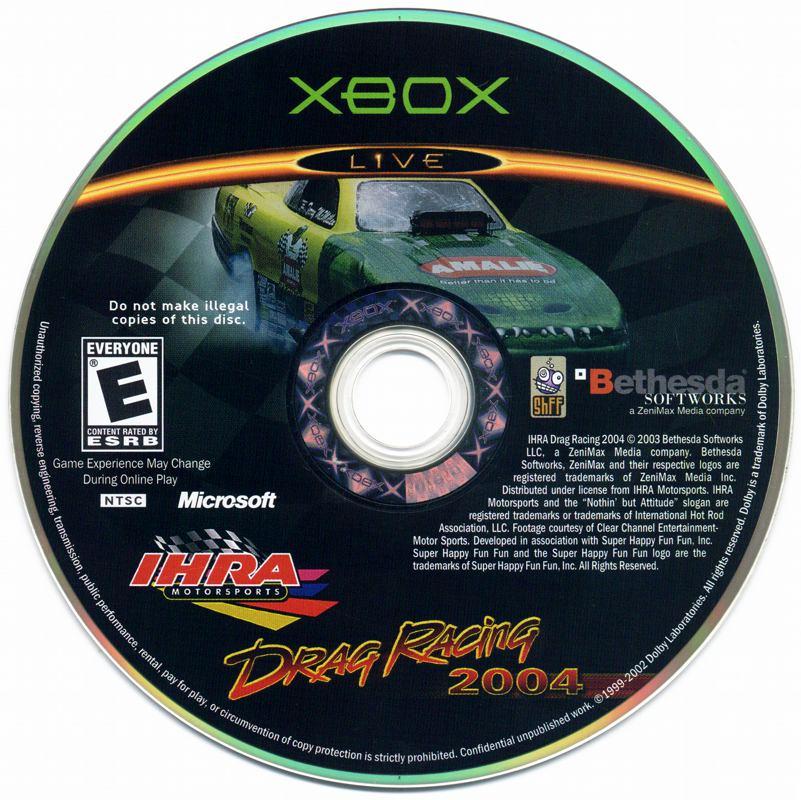 XBOX
LIVE™
AMALIE
Better than it has to be
AMALIE
Do not make illegal
copies of this disc.
EVERYONE
E®
CONTENT RATED BY
ESRB
Game Experience May Change
During Online Play
NTSC
Microsoft
XBOX XBOX XBOX XBOX
ShFF
Bethesda®
SOFTWORKS
a ZeniMax Media company
IHRA Drag Racing 2004 © 2003 Bethesda Softworks
LLC, a ZeniMax Media company. Bethesda
Softworks, ZeniMax and their respective logos are
registered trademarks of ZeniMax Media Inc.
Distributed under license from IHRA Motorsports. IHRA
Motorsports and the "Nothin' but Attitude" slogan are
registered trademarks or trademarks of International Hot Rod
Association, LLC. Footage courtesy of Clear Channel Entertainment-
Motor Sports. Developed in association with Super Happy Fun Fun, Inc.
Super Happy Fun Fun and the Super Happy Fun Fun logo are the
trademarks of Super Happy Fun Fun, Inc. All Rights Reserved.
IHRA
MOTORSPORTS
DRAG RACING
2004
Unauthorized copying, reverse engineering, transmission, public performance, rental, pay for play, or circumvention of copy protection is strictly prohibited. Confidential unpublished work. ©1999-2002 Dolby Laboratories. All rights reserved. Dolby is a trademark of Dolby Laboratories.